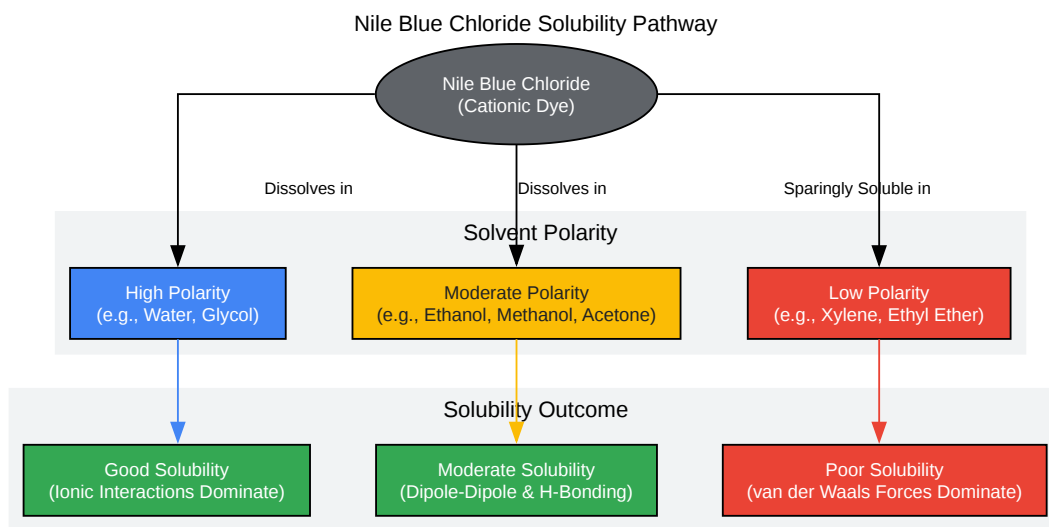 Nile Blue Chloride Solubility Pathway
Nile Blue Chloride
(Cationic Dye)
Dissolves in
Dissolves in
Sparingly Soluble in
Solvent Polarity
High Polarity
(e.g., Water, Glycol)
Moderate Polarity
(e.g., Ethanol, Methanol, Acetone)
Low Polarity
(e.g., Xylene, Ethyl Ether)
Solubility Outcome
Good Solubility
(Ionic Interactions Dominate)
Moderate Solubility
(Dipole-Dipole & H-Bonding)
Poor Solubility
(van der Waals Forces Dominate)